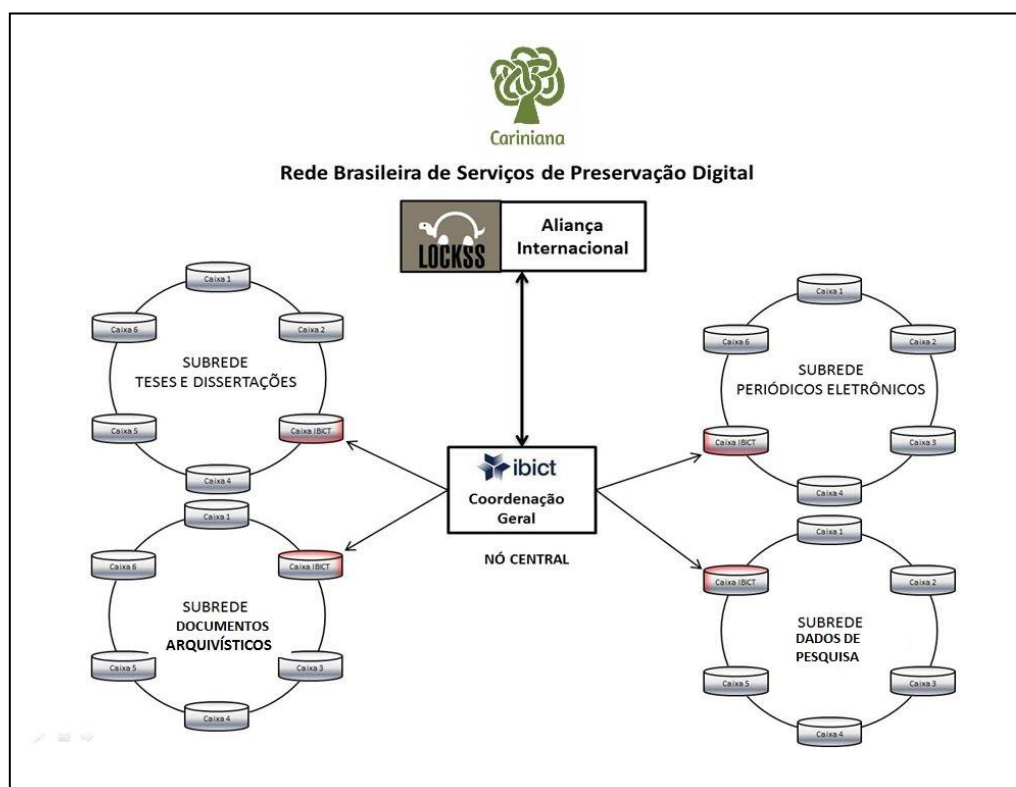 Cariniana
Rede Brasileira de Serviços de Preservação Digital
LOCKSS
Aliança
Internacional
Caixa 1
Caixa 6
Caixa 2
SUBREDE
TESES E DISSERTAÇÕES
Caixa 5
Caixa IBICT
Caixa 4
Caixa 1
Caixa 6
Caixa 2
SUBREDE
PERIÓDICOS ELETRÔNICOS
Caixa IBICT
Caixa 3
Caixa 4
ibict
Coordenação
Geral
NÓ CENTRAL
Caixa 1
Caixa 6
Caixa IBICT
SUBREDE
DOCUMENTOS
ARQUIVÍSTICOS
Caixa 5
Caixa 3
Caixa 4
Caixa 1
Caixa IBICT
Caixa 2
SUBREDE
DADOS DE
PESQUISA
Caixa 5
Caixa 3
Caixa 4